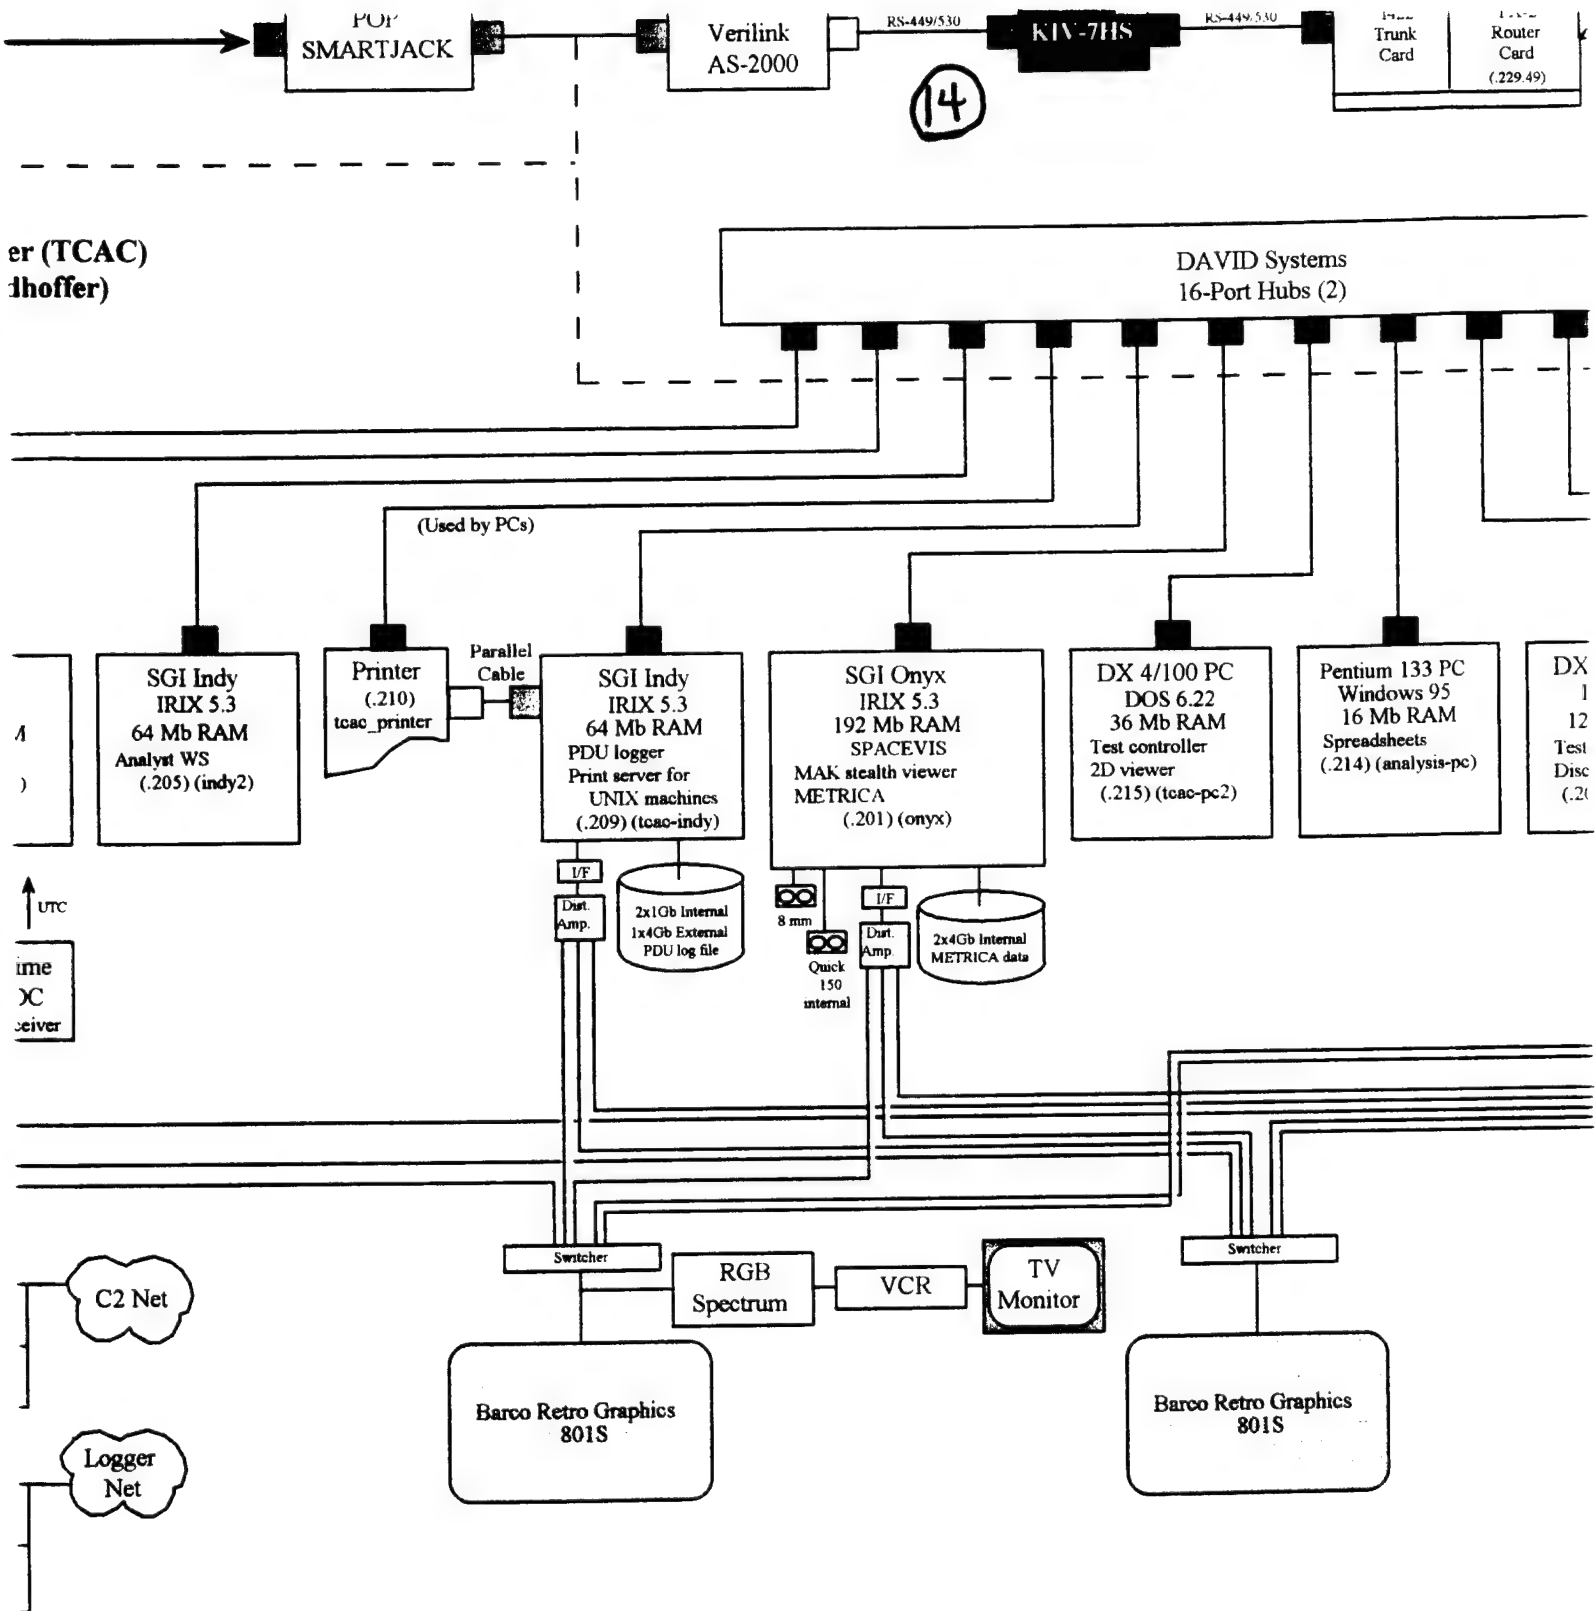 POP
SMARTJACK
Verilink
AS-2000
RS-449/530
KIV-7HS
RS-449/530
Trunk
Card
Router
Card
(.229.49)
14
er (TCAC)
dhoffer)
DAVID Systems
16-Port Hubs (2)
(Used by PCs)
SGI Indy
IRIX 5.3
64 Mb RAM
Analyst WS
(.205) (indy2)
Printer
(.210)
tcac_printer
Parallel
Cable
SGI Indy
IRIX 5.3
64 Mb RAM
PDU logger
Print server for
UNIX machines
(.209) (tcac-indy)
SGI Onyx
IRIX 5.3
192 Mb RAM
SPACEVIS
MAK stealth viewer
METRICA
(.201) (onyx)
DX 4/100 PC
DOS 6.22
36 Mb RAM
Test controller
2D viewer
(.215) (tcac-pc2)
Pentium 133 PC
Windows 95
16 Mb RAM
Spreadsheets
(.214) (analysis-pc)
DX
1
12
Test
Disc
(.20
)
UTC
ime
OC
ceiver
I/F
Dist.
Amp.
2x1Gb Internal
1x4Gb External
PDU log file
8 mm
Quick
150
internal
I/F
Dist.
Amp.
2x4Gb Internal
METRICA data
Switcher
RGB
Spectrum
VCR
TV
Monitor
Switcher
C2 Net
Barco Retro Graphics
801S
Barco Retro Graphics
801S
Logger
Net